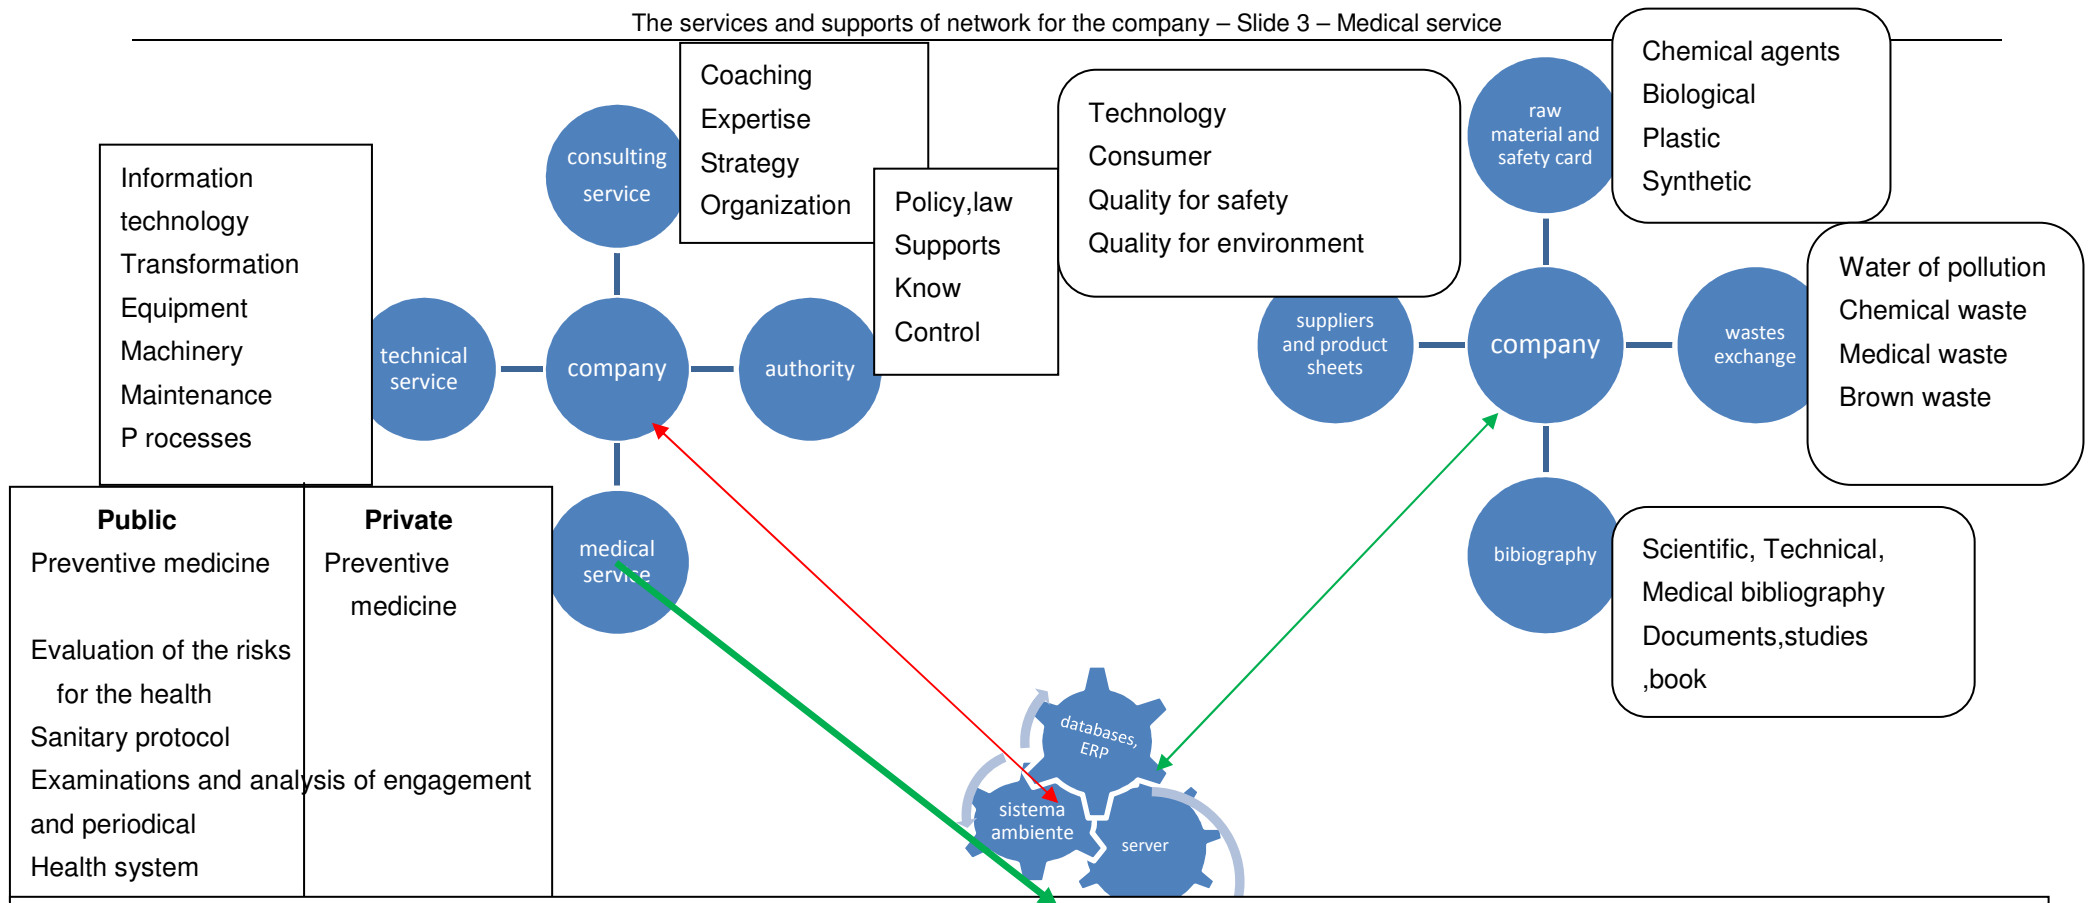 The services and supports of network for the company – Slide 3 – Medical service
Coaching
Expertise
Strategy
Organization
consulting
service
Information
technology
Transformation
Equipment
Machinery
Maintenance
P rocesses
technical
service
company
authority
Policy,law
Supports
Know
Control
medical
service
Public
Preventive medicine
Evaluation of the risks
for the health
Sanitary protocol
Examinations and analysis of engagement
and periodical
Health system
Private
Preventive
medicine
Technology
Consumer
Quality for safety
Quality for environment
suppliers
and product
sheets
raw
material and
safety card
Chemical agents
Biological
Plastic
Synthetic
company
wastes
exchange
Water of pollution
Chemical waste
Medical waste
Brown waste
bibiography
Scientific, Technical,
Medical bibliography
Documents,studies
,book
databases,
ERP
sistema
ambiente
server